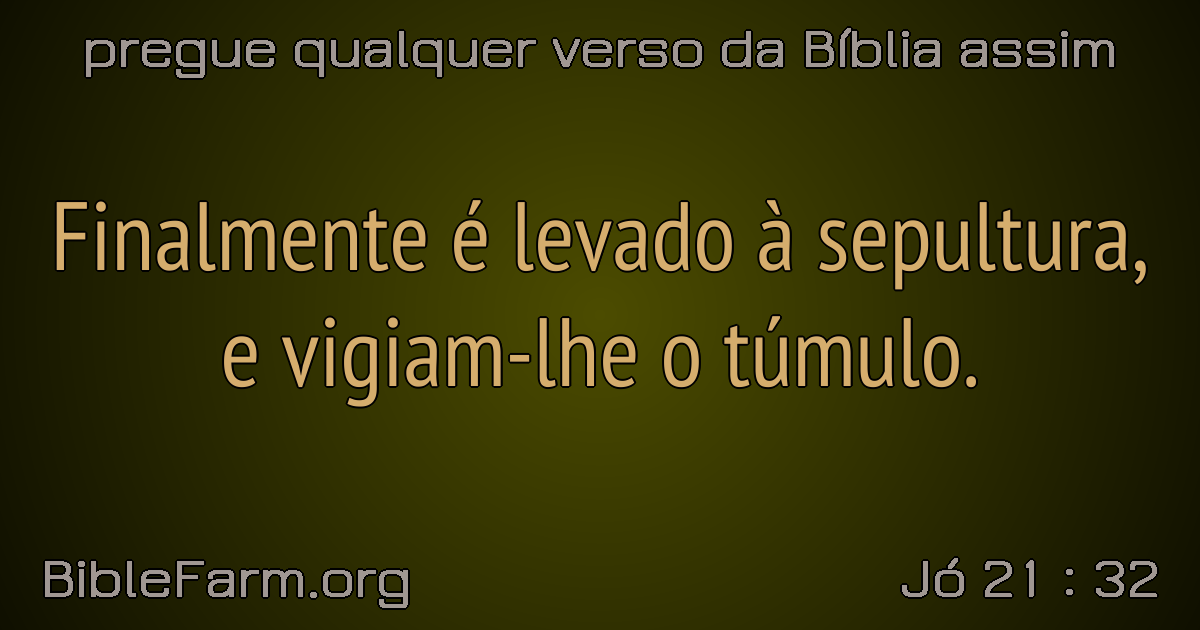 pregue qualquer verso da Bíblia assim
Finalmente é levado à sepultura,
e vigiam-lhe o túmulo.
BibleFarm.org
Jó 21 : 32